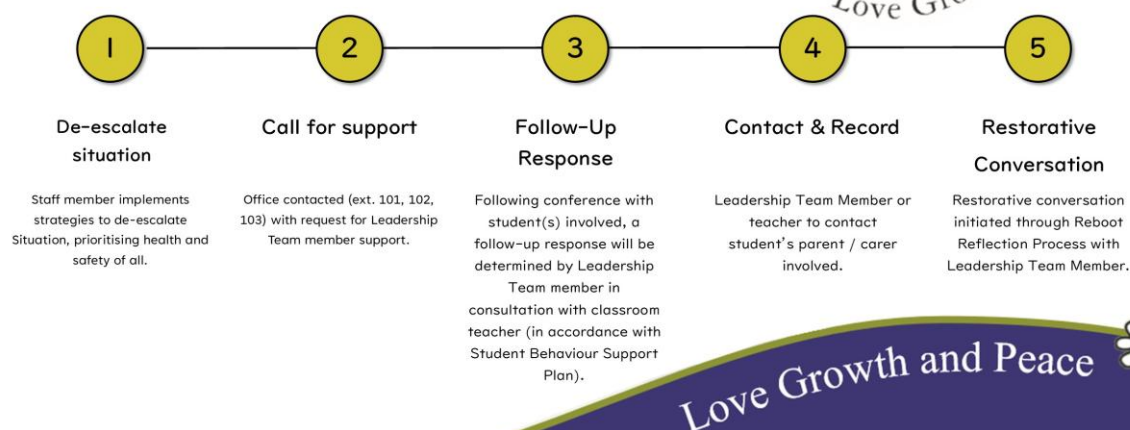 Love
1
2
3
4
5
De-escalate
situation
Staff member implements
strategies to de-escalate
Situation, prioritising health and
safety of all.
Call for support
Office contacted (ext. 101, 102,
103) with request for Leadership
Team member support.
Follow-Up
Response
Following conference with
student(s) involved, a
follow-up response will be
determined by Leadership
Team member in
consultation with classroom
teacher (in accordance with
Student Behaviour Support
Plan).
Contact & Record
Leadership Team Member or
teacher to contact
student's parent / carer
involved.
Restorative
Conversation
Restorative conversation
initiated through Reboot
Reflection Process with
Leadership Team Member.
Love Growth and Peace